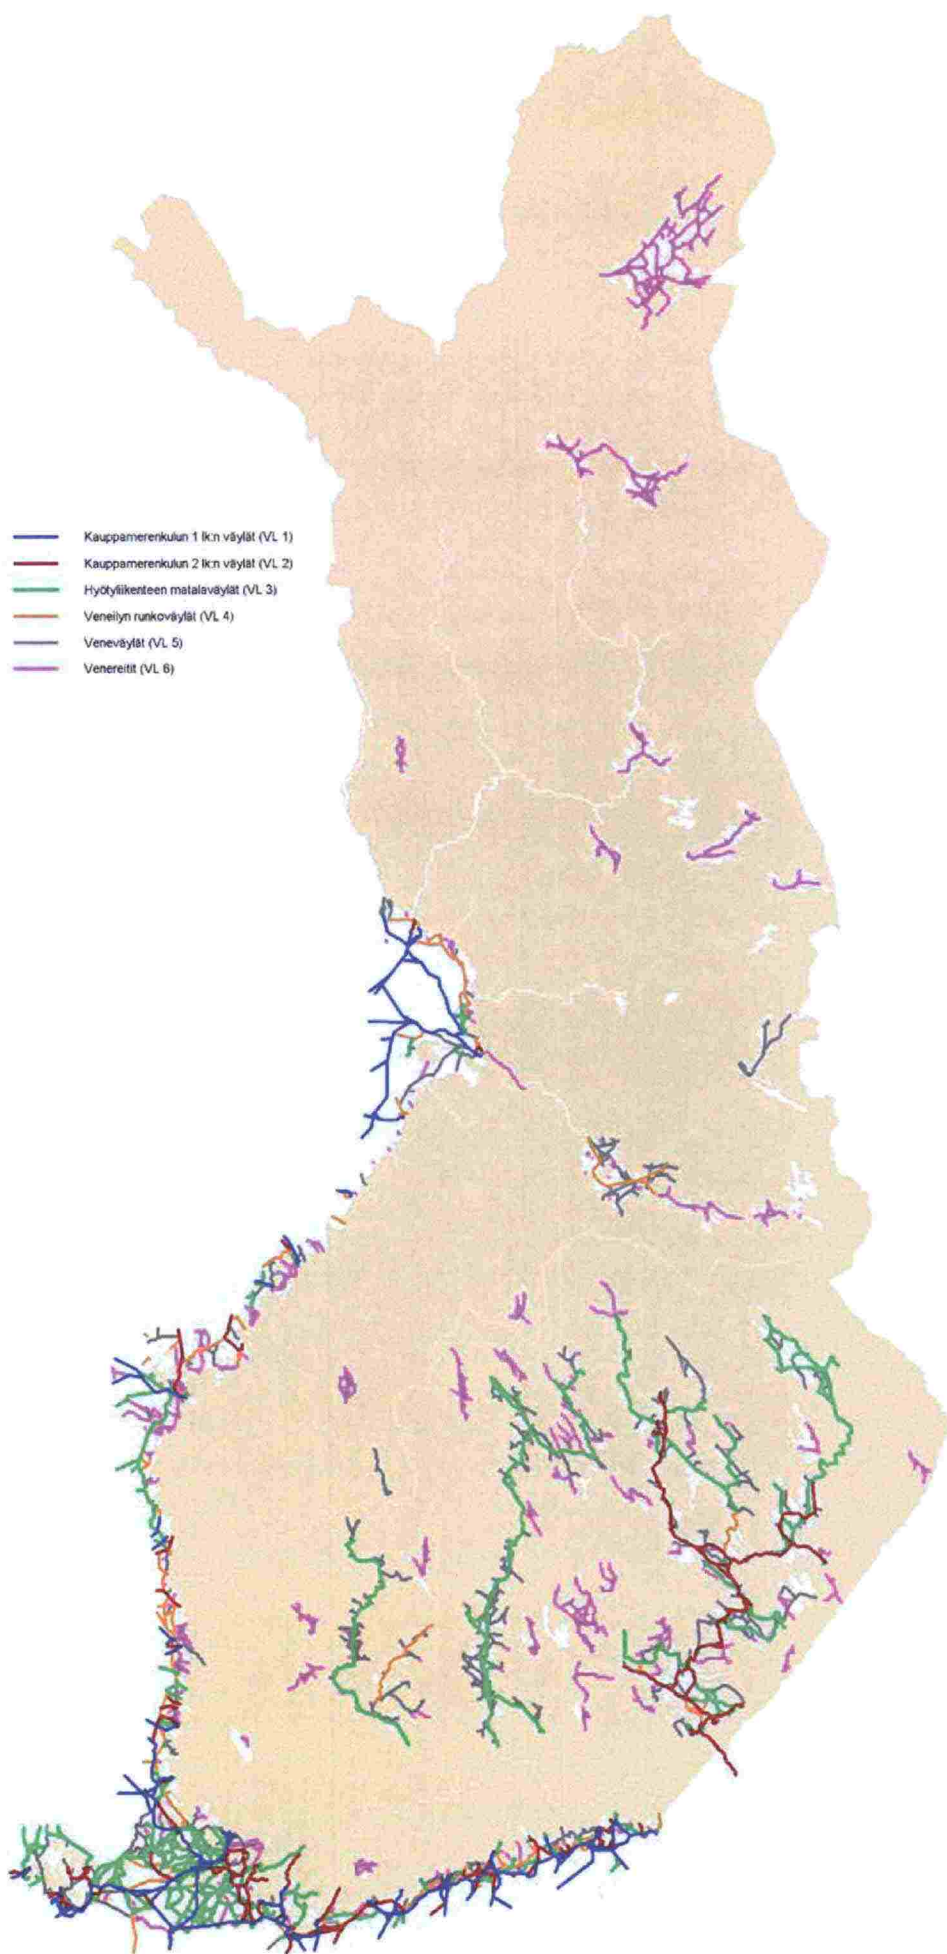 Kauppamerenkulun 1 lk:n väylät (VL 1)
Kauppamerenkulun 2 lk:n väylät (VL 2)
Hyötyliikenteen matalaväylät (VL 3)
Veneilyn runkoväylät (VL 4)
Veneväylät (VL 5)
Venereitit (VL 6)